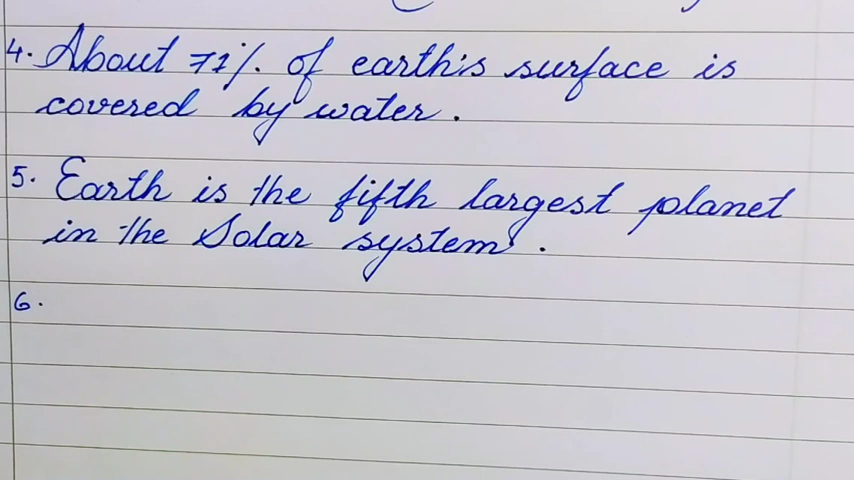 4. About 71%. of earth's surface is
covered by water.
5. Earth is the fifth largest planet
in the Solar system.
6.